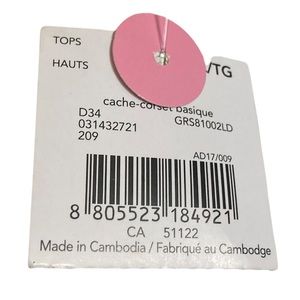 TOPS
HAUTS /TG
cache-corset basique
D34 GRS81002LD
031432721
209
AD17/009
8 805523 184921
CA 51122
Made in Cambodia / Fabriqué au Cambodge